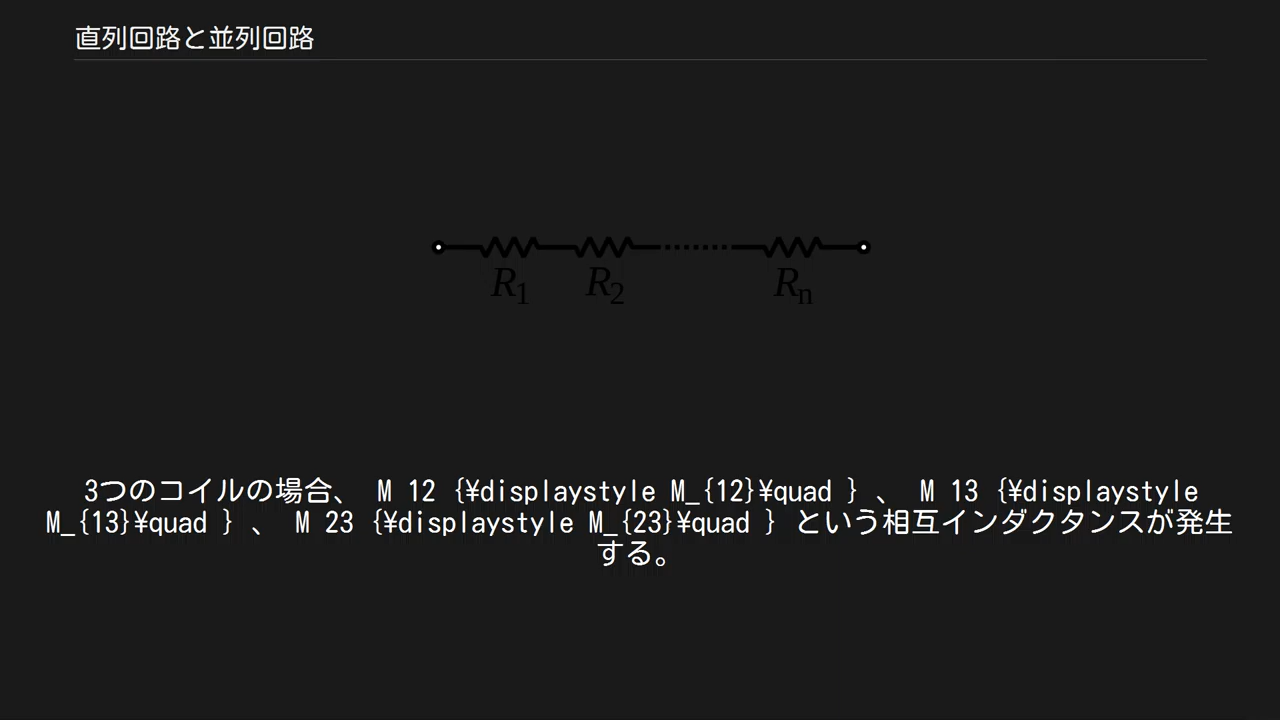 直列回路と並列回路
R1 R2 Rn
3つのコイルの場合、 M 12 {¥displaystyle M_{12}¥quad } 、 M 13 {¥displaystyle
M_{13}¥quad } 、 M 23 {¥displaystyle M_{23}¥quad } という相互インダクタンスが発生
する。